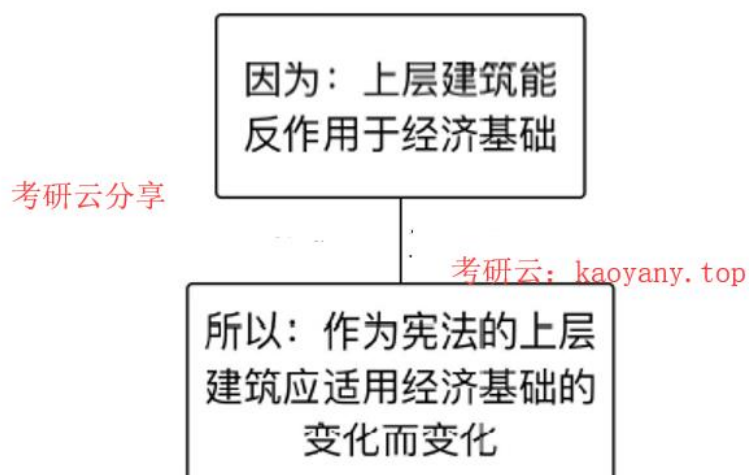 因为：上层建筑能
反作用于经济基础
考研云分享
考研云：kaoyany.top
所以：作为宪法的上层
建筑应适用经济基础的
变化而变化